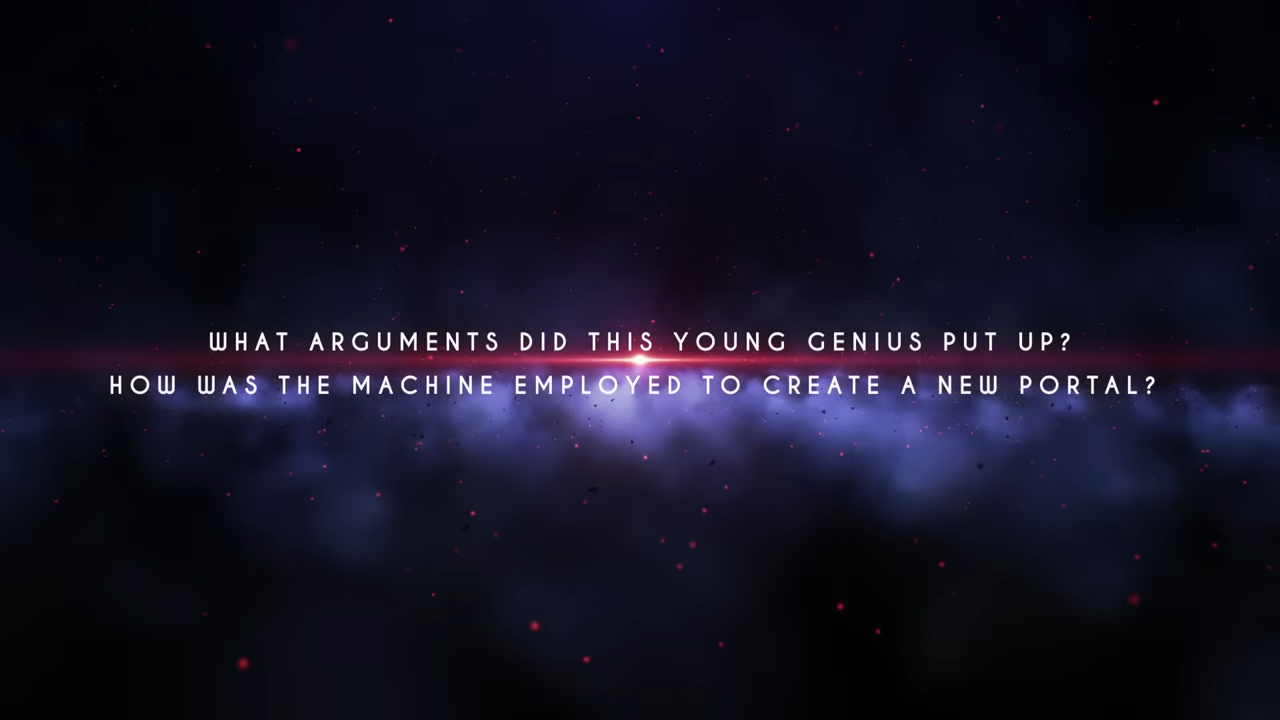 WHAT ARGUMENTS DID THIS YOUNG GENIUS PUT UP?
HOW WAS THE MACHINE EMPLOYED TO CREATE A NEW PORTAL?